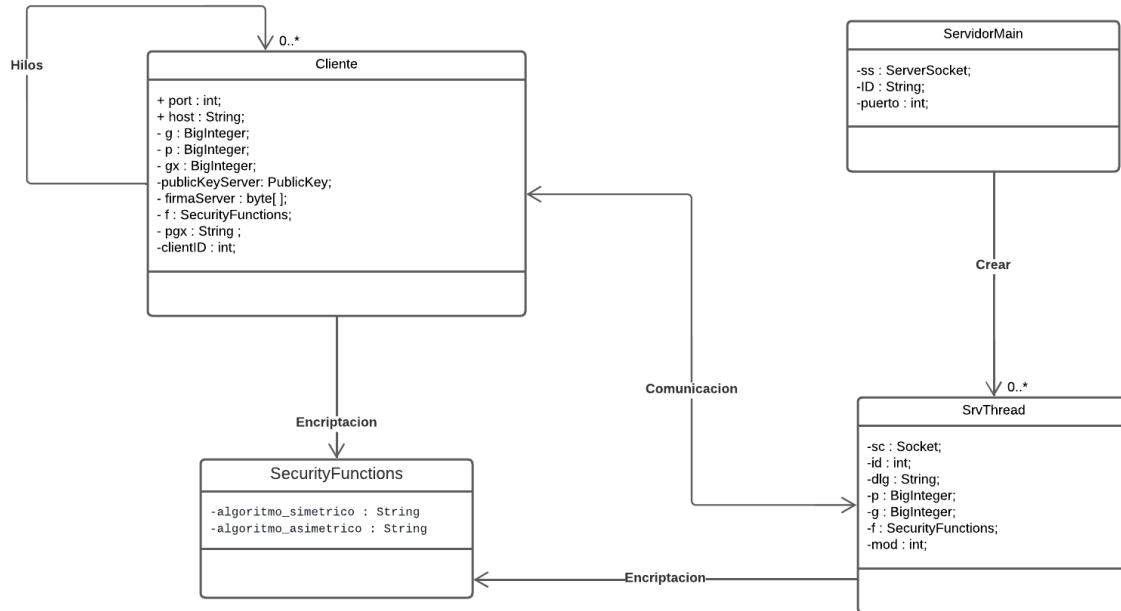 0..*
Hilos
Cliente
+ port : int;
+ host : String;
- g : BigInteger;
- p : BigInteger;
- gx : BigInteger;
-publicKeyServer: PublicKey;
- firmaServer : byte[ ];
- f : SecurityFunctions;
- pgx : String ;
-clientID : int;
ServidorMain
-ss : ServerSocket;
-ID : String;
-puerto : int;
Crear
0..*
Comunicacion
Encriptacion
SecurityFunctions
-algoritmo_simetrico : String
-algoritmo_asimetrico : String
SrvThread
-sc : Socket;
-id : int;
-dlg : String;
-p : BigInteger;
-g : BigInteger;
-f : SecurityFunctions;
-mod : int;
Encriptacion